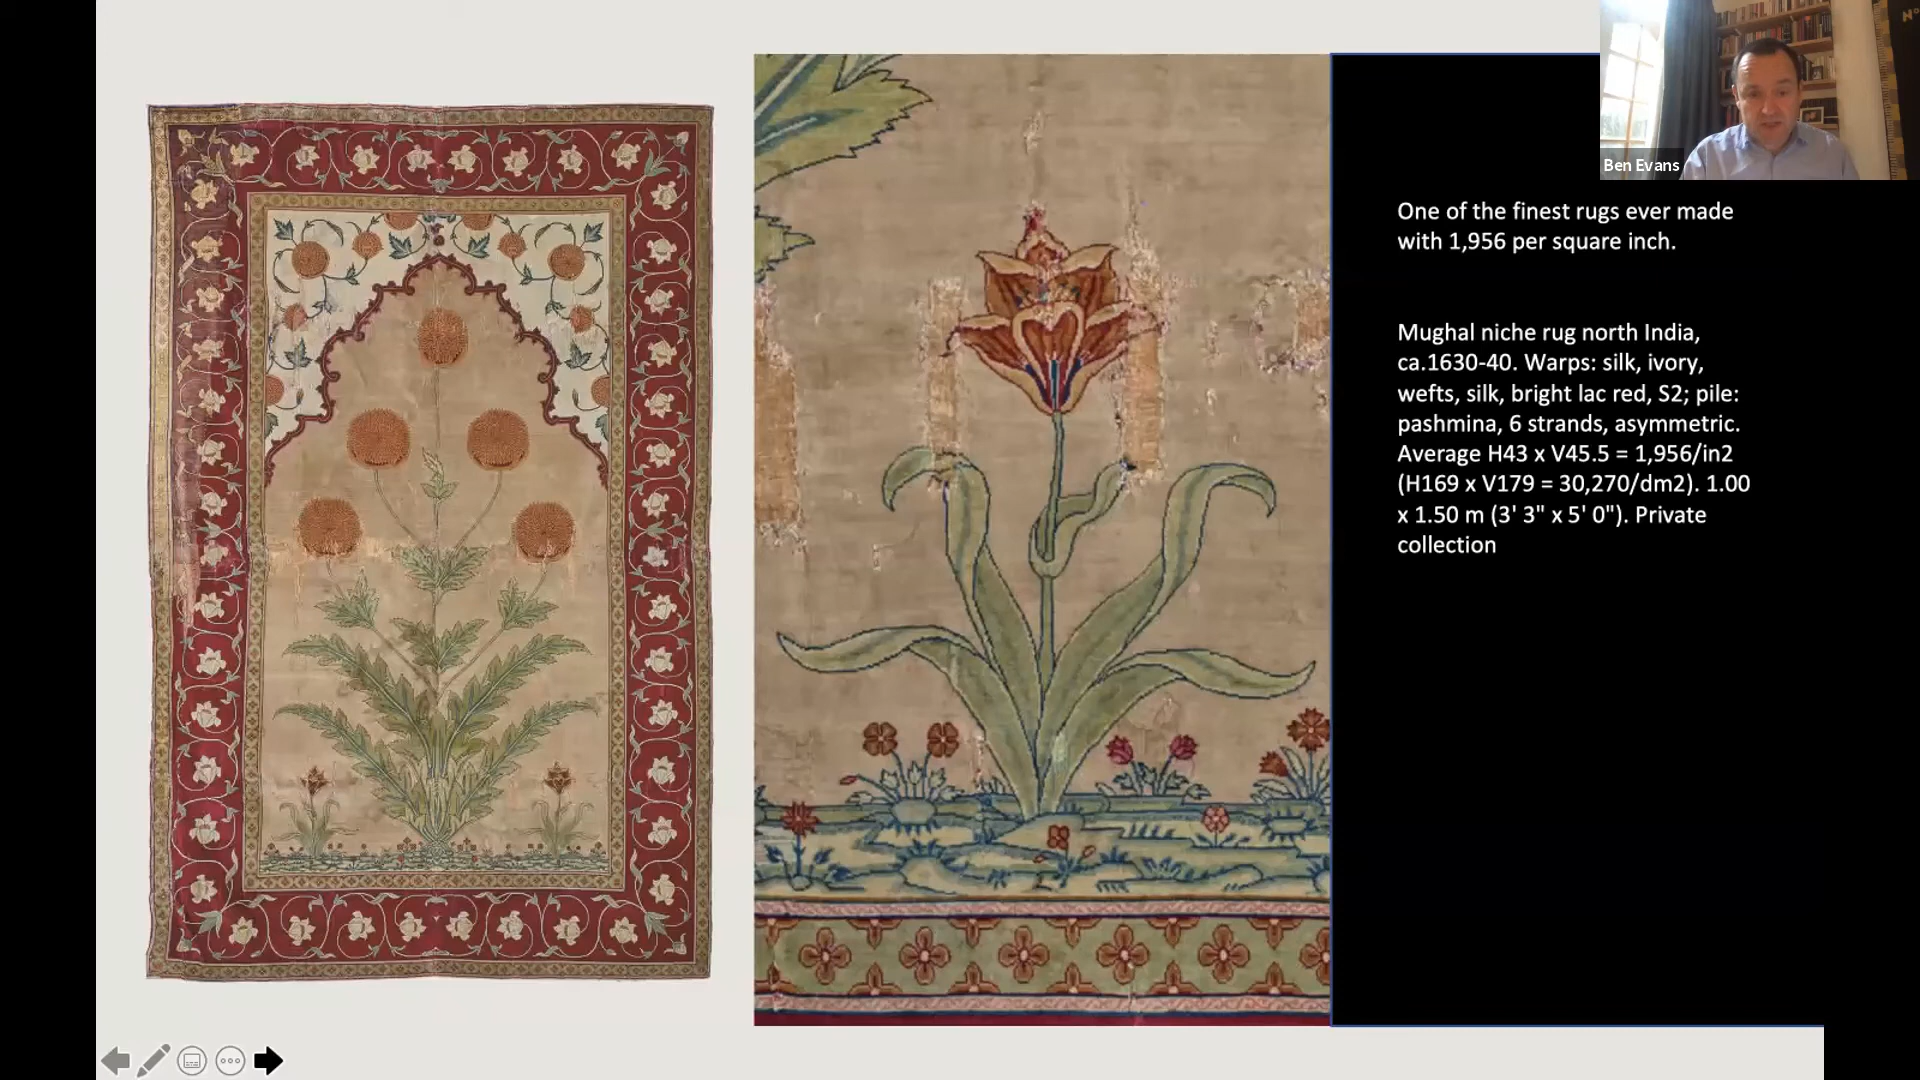 Ben Evans
One of the finest rugs ever made
with 1,956 per square inch.
Mughal niche rug north India,
ca.1630-40. Warps: silk, ivory,
wefts, silk, bright lac red, S2; pile:
pashmina, 6 strands, asymmetric.
Average H43 x V45.5 = 1,956/in2
(H169 x V179 = 30,270/dm2). 1.00
x 1.50 m (3' 3" x 5' 0"). Private
collection